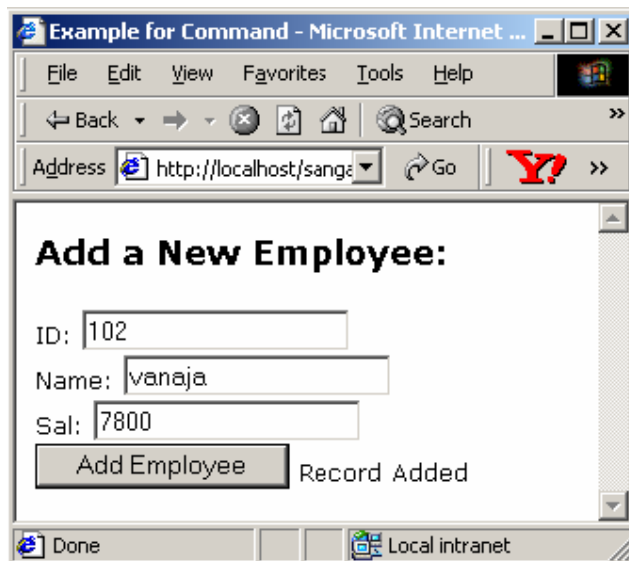 Example for Command - Microsoft Internet ...
File Edit View Favorites Tools Help
Back Search »
Address http://localhost/sanga Go Y! »
Add a New Employee:
ID: 102
Name: vanaja
Sal: 7800
Add Employee Record Added
Done Local intranet